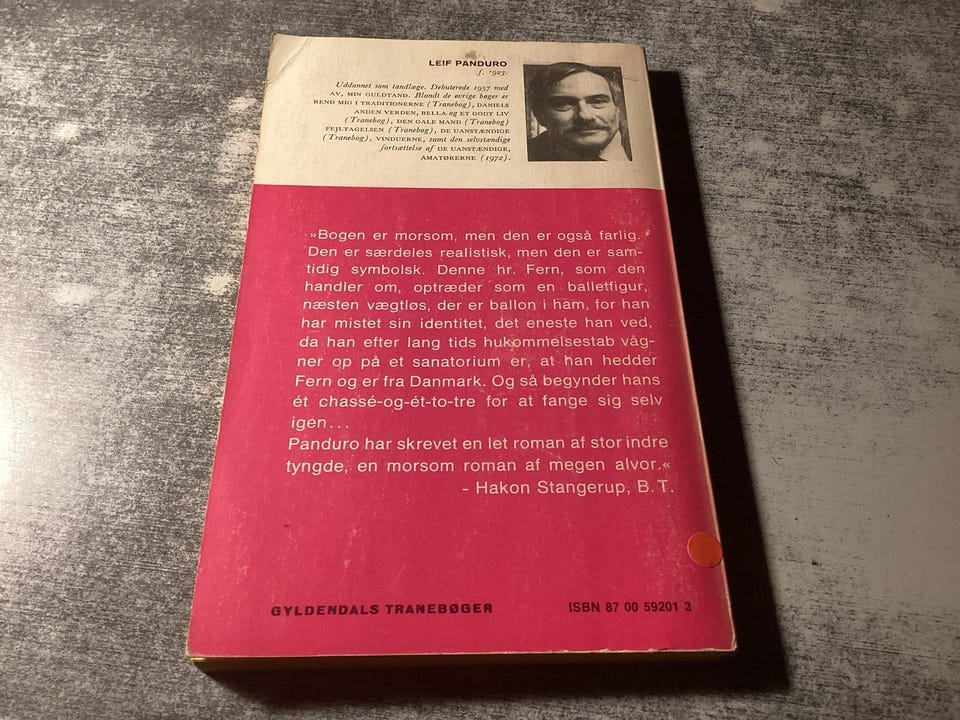 LEIF PANDURO
f. 1923.
Uddannet som tandlæge. Debuterede 1957 med
AV, MIN GULDTAND. Blandt de øvrige bøger er
REND MIG I TRADITIONERNE (Tranebog), DANIELS
ANDEN VERDEN, BELLA og ET GODT LIV
(Tranebog), DEN GALE MAND (Tranebog)
FEJLTAGELSEN (Tranebog), DE UANSTÆNDIGE
(Tranebog), VINDUERNE, samt den selvstændige
fortsættelse af DE UANSTÆNDIGE,
AMATØRERNE (1972).
»Bogen er morsom, men den er også farlig.
Den er særdeles realistisk, men den er sam-
tidig symbolsk. Denne hr. Fern, som den
handler om, optræder som en balletfigur,
næsten vægtløs, der er ballon i ham, for han
har mistet sin identitet, det eneste han ved,
da han efter lang tids hukommelsestab våg-
ner op på et sanatorium er, at han hedder
Fern og er fra Danmark. Og så begynder hans
ét chassé-og-ét-to-tre for at fange sig selv
igen...
Panduro har skrevet en let roman af stor indre
tyngde, en morsom roman af megen alvor.«
- Hakon Stangerup, B.T.
GYLDENDALS TRANEBØGER
ISBN 87 00 59201 3